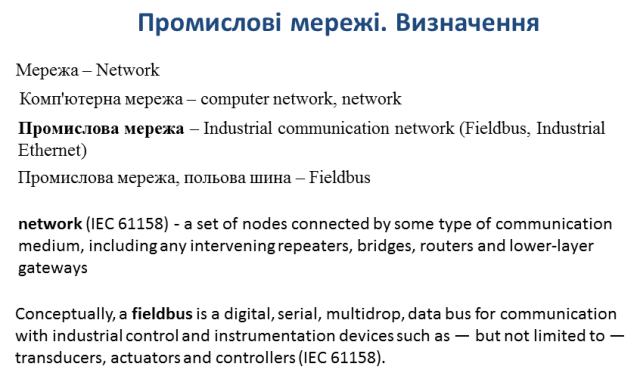 Промислові мережі. Визначення
Мережа – Network
Комп'ютерна мережа – computer network, network
Промислова мережа – Industrial communication network (Fieldbus, Industrial
Ethernet)
Промислова мережа, польова шина – Fieldbus
network (IEC 61158) - a set of nodes connected by some type of communication
medium, including any intervening repeaters, bridges, routers and lower-layer
gateways
Conceptually, a fieldbus is a digital, serial, multidrop, data bus for communication
with industrial control and instrumentation devices such as — but not limited to —
transducers, actuators and controllers (IEC 61158).